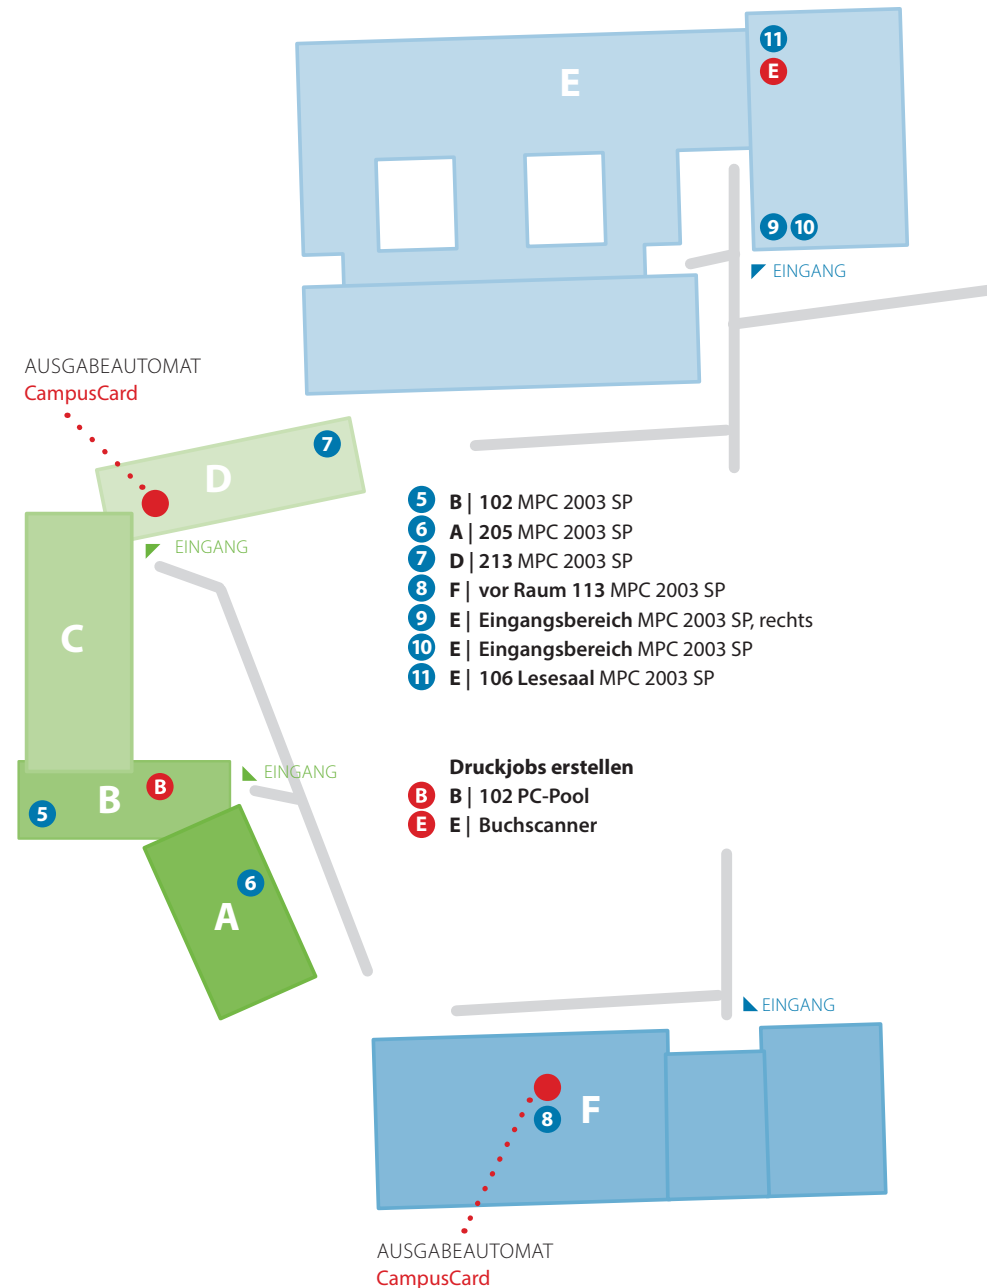 11
E
E
9 10
EINGANG
AUSGABEAUTOMAT
CampusCard
7
D
EINGANG
C
5 B | 102 MPC 2003 SP
6 A | 205 MPC 2003 SP
7 D | 213 MPC 2003 SP
8 F | vor Raum 113 MPC 2003 SP
9 E | Eingangsbereich MPC 2003 SP, rechts
10 E | Eingangsbereich MPC 2003 SP
11 E | 106 Lesesaal MPC 2003 SP
Druckjobs erstellen
B B | 102 PC-Pool
E E | Buchscanner
EINGANG
B
B
5
6
A
EINGANG
F
8
AUSGABEAUTOMAT
CampusCard